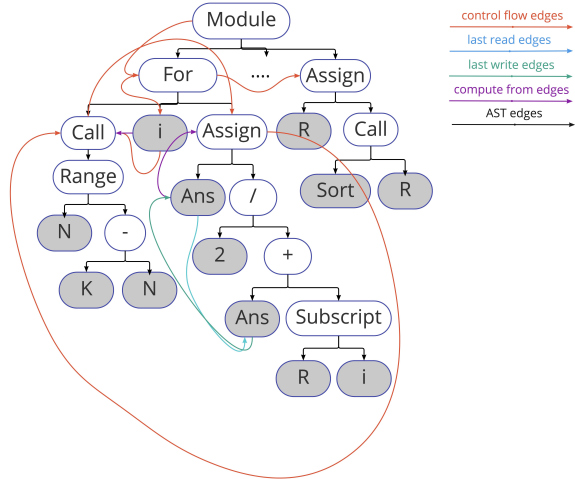 Module
control flow edges
last read edges
last write edges
compute from edges
AST edges
For
....
Assign
Call
i
Assign
R
Call
Range
Ans
/
Sort
R
N
-
2
+
K
N
Ans
Subscript
R
i